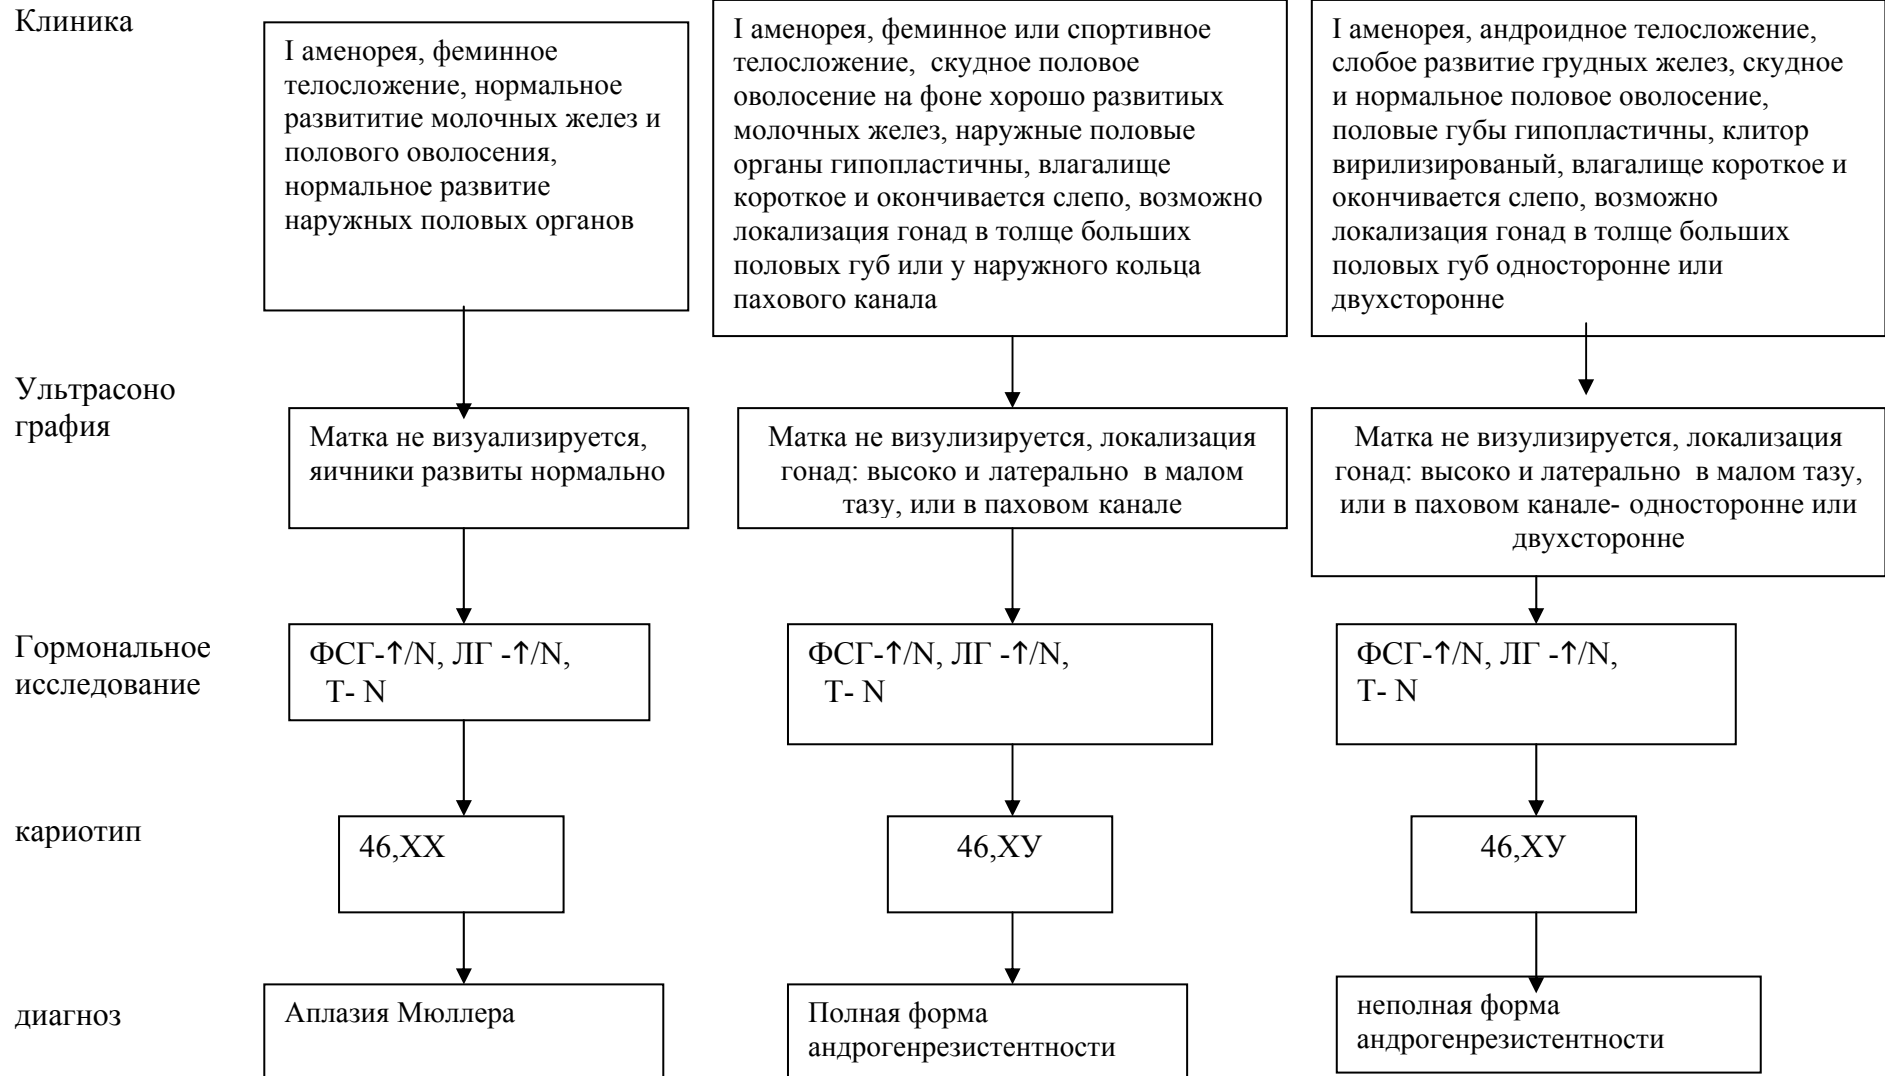 Клиника
I аменорея, феминное
телосложение, нормальное
развититие молочных желез и
полового оволосения,
нормальное развитие
наружных половых органов
I аменорея, феминное или спортивное
телосложение, скудное половое
оволосение на фоне хорошо развитиых
молочных желез, наружные половые
органы гипопластичны, влагалище
короткое и окончивается слепо, возможно
локализация гонад в толще больших
половых губ или у наружного кольца
пахового канала
I аменорея, андроидное телосложение,
слобое развитие грудных желез, скудное
и нормальное половое оволосение,
половые губы гипопластичны, клитор
вирилизированый, влагалище короткое и
окончивается слепо, возможно
локализация гонад в толще больших
половых губ односторонне или
двухсторонне
Ультрасоно
графия
Матка не визуализируется,
яичники развиты нормально
Матка не визулизируется, локализация
гонад: высоко и латерально в малом
тазу, или в паховом канале
Матка не визулизируется, локализация
гонад: высоко и латерально в малом тазу,
или в паховом канале- односторонне или
двухсторонне
Гормональное
исследование
ФСГ-↑/N, ЛГ -↑/N,
Т- N
ФСГ-↑/N, ЛГ -↑/N,
Т- N
ФСГ-↑/N, ЛГ -↑/N,
Т- N
кариотип
46,ХХ
46,ХУ
46,ХУ
диагноз
Аплазия Мюллера
Полная форма
андрогенрезистентности
неполная форма
андрогенрезистентности